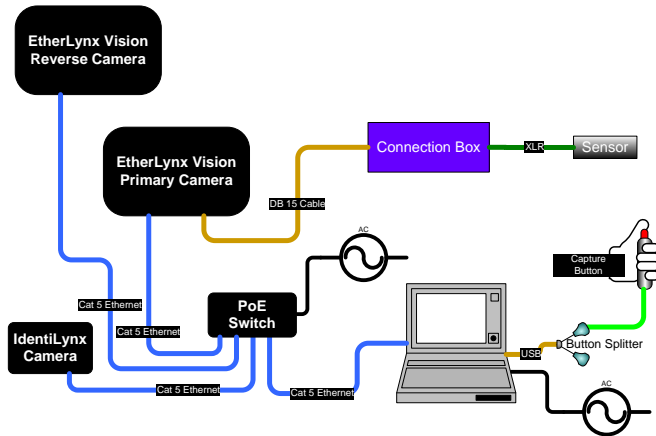 EtherLynx Vision
Reverse Camera
EtherLynx Vision
Primary Camera
Connection Box
XLR
Sensor
DB 15 Cable
AC
Capture
Button
Cat 5 Ethernet
Cat 5 Ethernet
PoE
Switch
IdentiLynx
Camera
USB
Button Splitter
Cat 5 Ethernet
Cat 5 Ethernet
AC